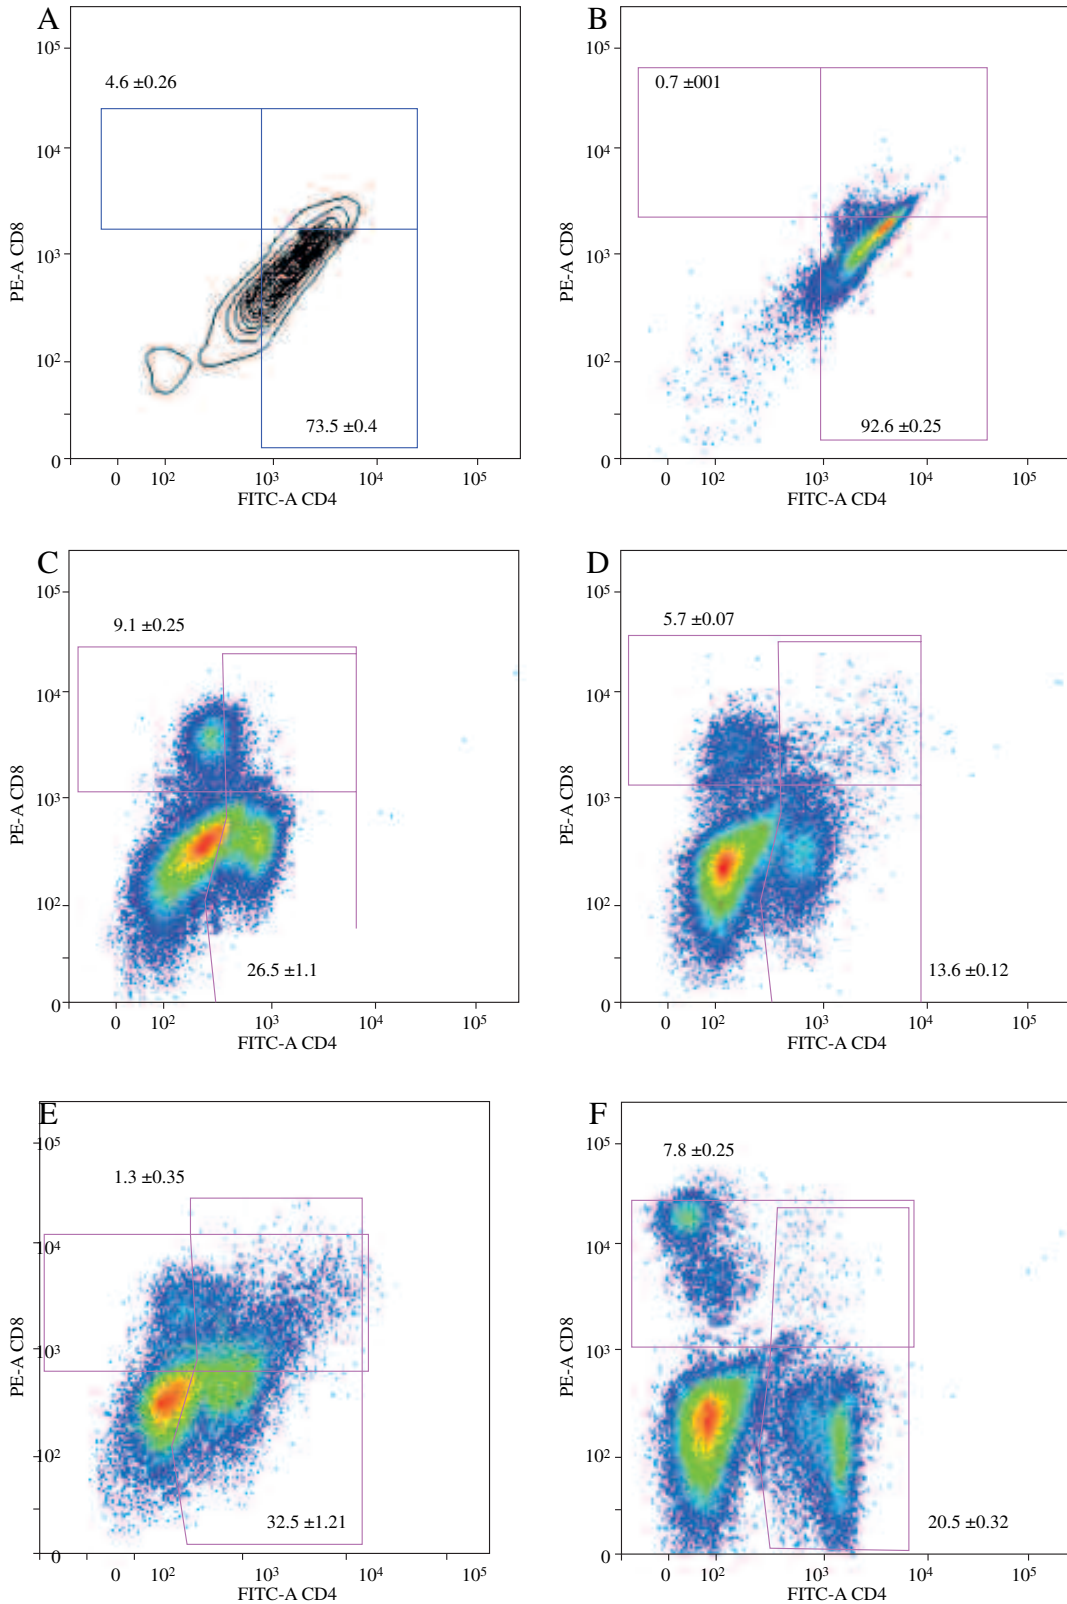 A
10⁵
4.6 ±0.26
10⁴
PE-A CD8
10³
10²
73.5 ±0.4
0
0 10² 10³ 10⁴ 10⁵
FITC-A CD4
B
10⁵
0.7 ±001
10⁴
PE-A CD8
10³
10²
92.6 ±0.25
0
0 10² 10³ 10⁴ 10⁵
FITC-A CD4
C
10⁵
9.1 ±0.25
10⁴
PE-A CD8
10³
10²
26.5 ±1.1
0
0 10² 10³ 10⁴ 10⁵
FITC-A CD4
D
10⁵
5.7 ±0.07
10⁴
PE-A CD8
10³
10²
13.6 ±0.12
0
0 10² 10³ 10⁴ 10⁵
FITC-A CD4
E
10⁵
1.3 ±0.35
10⁴
PE-A CD8
10³
10²
32.5 ±1.21
0
0 10² 10³ 10⁴ 10⁵
FITC-A CD4
F
10⁵
7.8 ±0.25
10⁴
PE-A CD8
10³
10²
20.5 ±0.32
0
0 10² 10³ 10⁴ 10⁵
FITC-A CD4